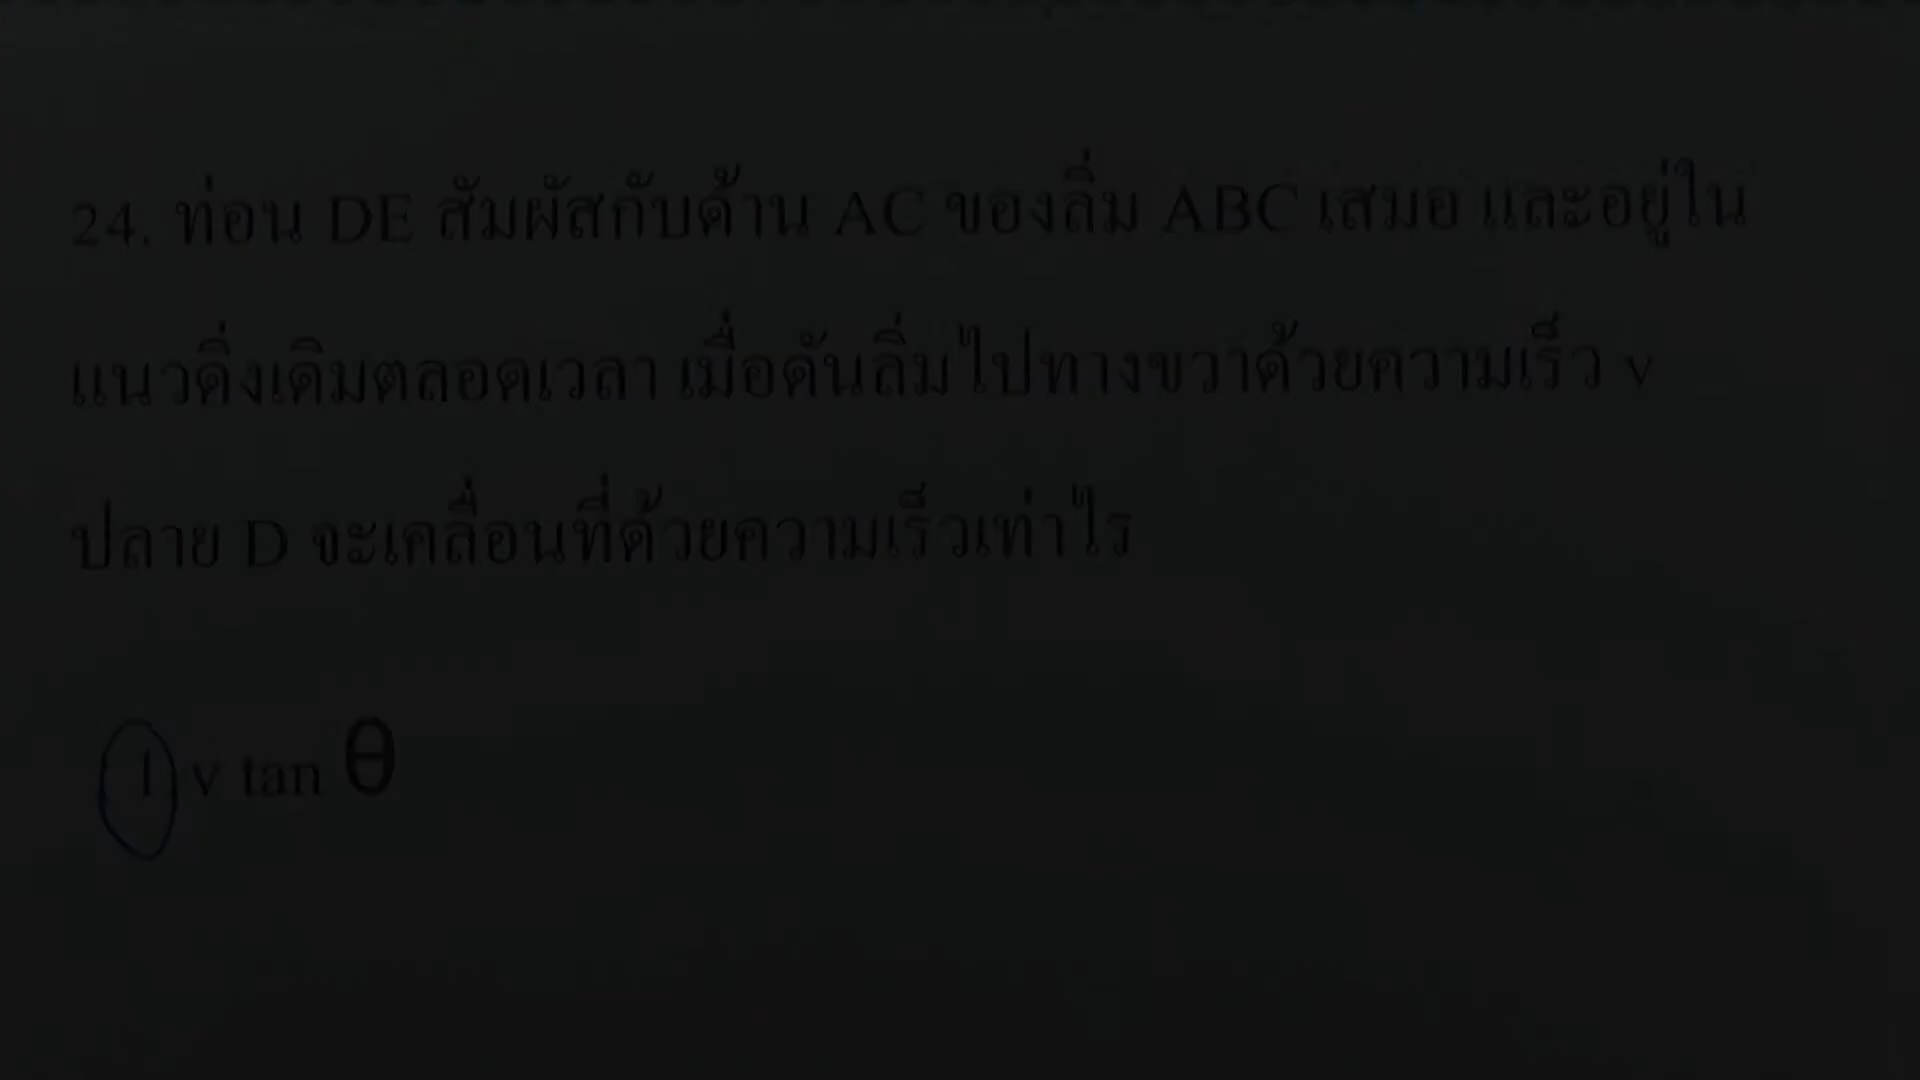 24. ท่อน DE สัมผัสกับด้าน AC ของลิ่ม ABC เสมอ และอยู่ใน
แนวดิ่งเดิมตลอดเวลา เมื่อดันลิ่มไปทางขวาด้วยความเร็ว v
ปลาย D จะเคลื่อนที่ด้วยความเร็วเท่าไร
1 v tan θ